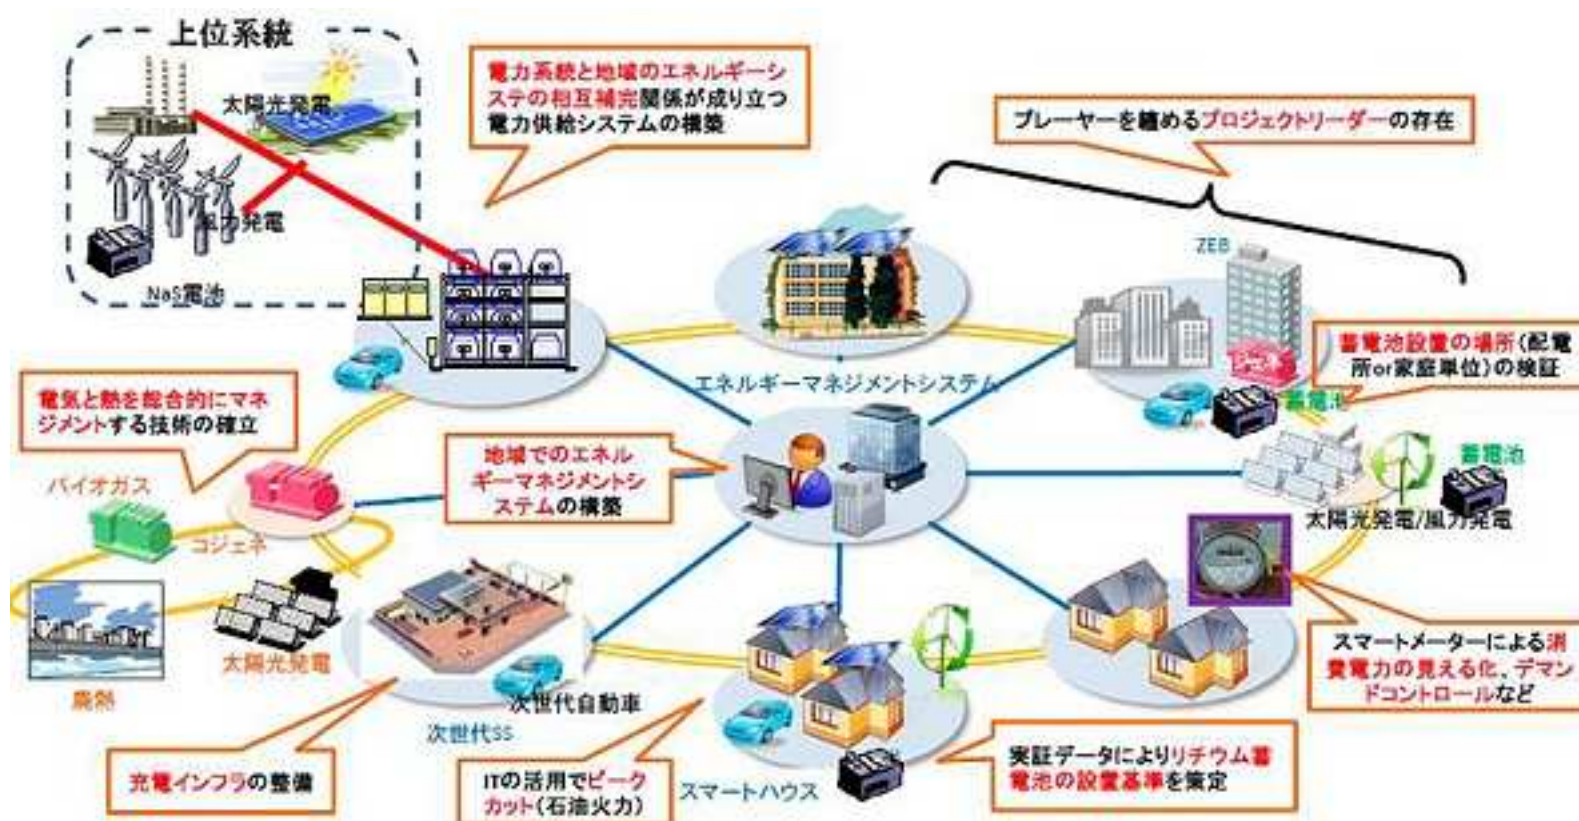 上位系統
太陽光発電
風力発電
NaS電池
電力系統と地域のエネルギーシ
ステの相互補完関係が成り立つ
電力供給システムの構築
プレーヤーを纏めるプロジェクトリーダーの存在
ZEB
蓄電池設置の場所(配電
所or家庭単位)の検証
蓄電池
エネルギーマネジメントシステム
電気と熱を総合的にマネ
ジメントする技術の確立
地域でのエネル
ギーマネジメントシ
ステムの構築
蓄電池
太陽光発電/風力発電
バイオガス
コジェネ
太陽光発電
廃熱
次世代自動車
次世代SS
スマートハウス
スマートメーターによる消
費電力の見える化、デマン
ドコントロールなど
充電インフラの整備
ITの活用でピーク
カット(石油火力)
実証データによりリチウム蓄
電池の設置基準を策定